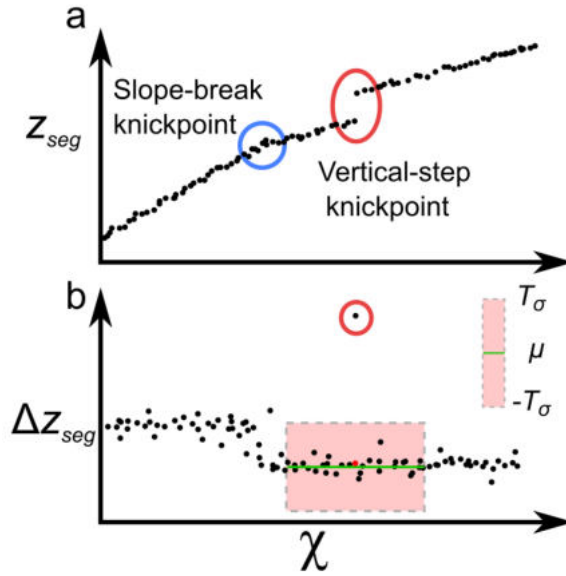 a
Slope-break
knickpoint
z_seg
Vertical-step
knickpoint
b
T_σ
μ
-T_σ
Δz_seg
χ